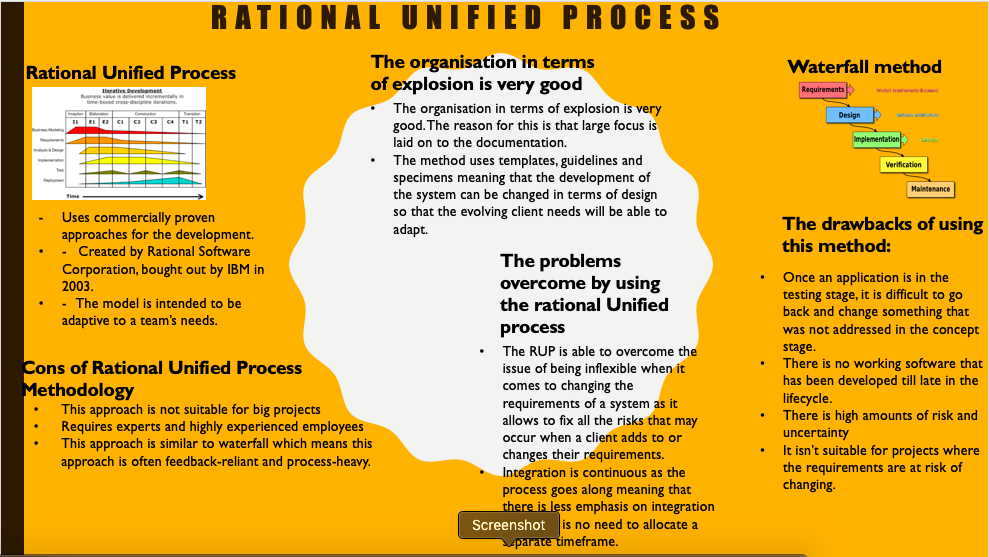 RATIONAL UNIFIED PROCESS
Rational Unified Process
Iterative Development
Business value is delivered incrementally in
time-boxed cross-discipline iterations.
Inception Elaboration Construction Transition
I1 E1 E2 C1 C2 C3 C4 T1 T2
Business Modeling
Requirements
Analysis & Design
Implementation
Test
Deployment
Time
- Uses commercially proven
approaches for the development.
• - Created by Rational Software
Corporation, bought out by IBM in
2003.
• - The model is intended to be
adaptive to a team's needs.
Cons of Rational Unified Process
Methodology
• This approach is not suitable for big projects
• Requires experts and highly experienced employees
• This approach is similar to waterfall which means this
approach is often feedback-reliant and process-heavy.
The organisation in terms
of explosion is very good
• The organisation in terms of explosion is very
good. The reason for this is that large focus is
laid on to the documentation.
• The method uses templates, guidelines and
specimens meaning that the development of
the system can be changed in terms of design
so that the evolving client needs will be able to
adapt.
The problems
overcome by using
the rational Unified
process
• The RUP is able to overcome the
issue of being inflexible when it
comes to changing the
requirements of a system as it
allows to fix all the risks that may
occur when a client adds to or
changes their requirements.
• Integration is continuous as the
process goes along meaning that
there is less emphasis on integration
is no need to allocate a
separate timeframe.
Screenshot
Waterfall method
Requirements
Product requirements document
Design
Software architecture
Implementation
Software
Verification
Maintenance
The drawbacks of using
this method:
• Once an application is in the
testing stage, it is difficult to go
back and change something that
was not addressed in the concept
stage.
• There is no working software that
has been developed till late in the
lifecycle.
• There is high amounts of risk and
uncertainty
• It isn't suitable for projects where
the requirements are at risk of
changing.